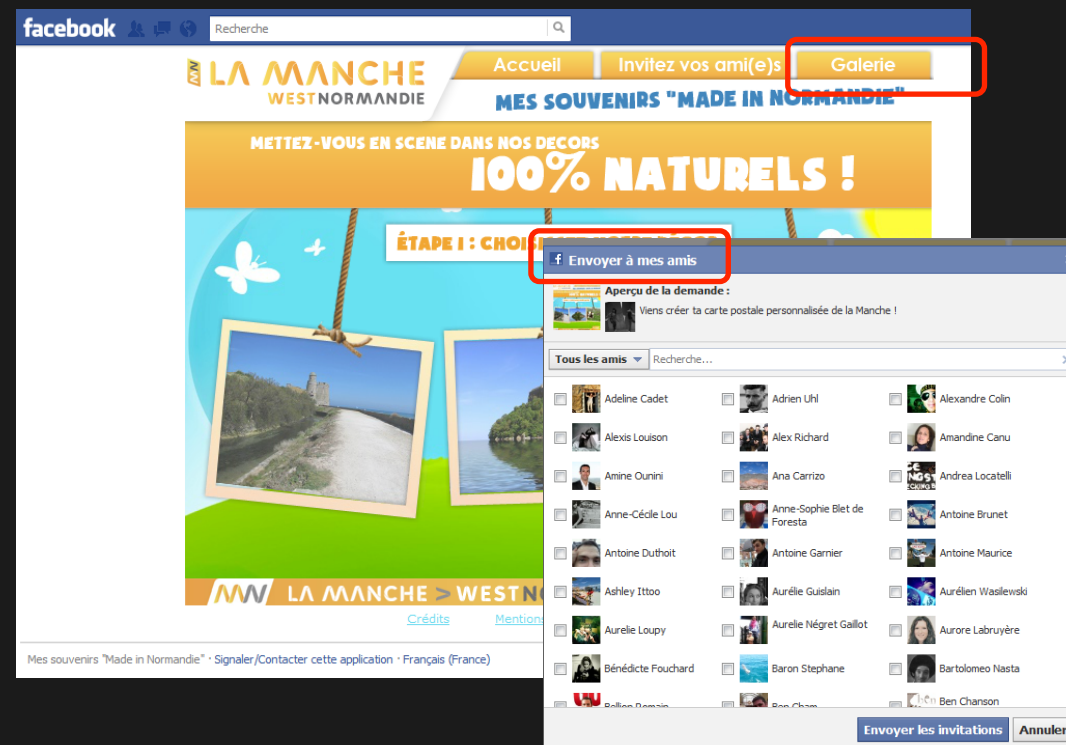 facebook
Recherche
LA MANCHE
WESTNORMANDIE
Accueil
Invitez vos ami(e)s
Galerie
MES SOUVENIRS "MADE IN NORMANDIE"
METTEZ-VOUS EN SCENE DANS NOS DECORS
100% NATURELS !
ÉTAPE 1 :
Envoyer à mes amis
Aperçu de la demande :
Viens créer ta carte postale personnalisée de la Manche !
Tous les amis
Recherche...
Adeline Cadet
Adrien Uhl
Alexandre Colin
Alexis Louison
Alex Richard
Amandine Canu
Amine Ounini
Ana Carrizo
Andrea Locatelli
Anne-Cécile Lou
Anne-Sophie Blet de
Foresta
Antoine Brunet
Antoine Duthoit
Antoine Garnier
Antoine Maurice
Ashley Ittoo
Aurélie Guislain
Aurélien Wasilewski
Aurelie Loupy
Aurelie Négret Gaillot
Aurore Labruyère
Bénédicte Fouchard
Baron Stephane
Bartolomeo Nasta
Bellion Romain
Ben Cham
Ben Chanson
Envoyer les invitations
Annuler
MN LA MANCHE > WESTN
Crédits
Mention
Mes souvenirs "Made in Normandie" · Signaler/Contacter cette application · Français (France)